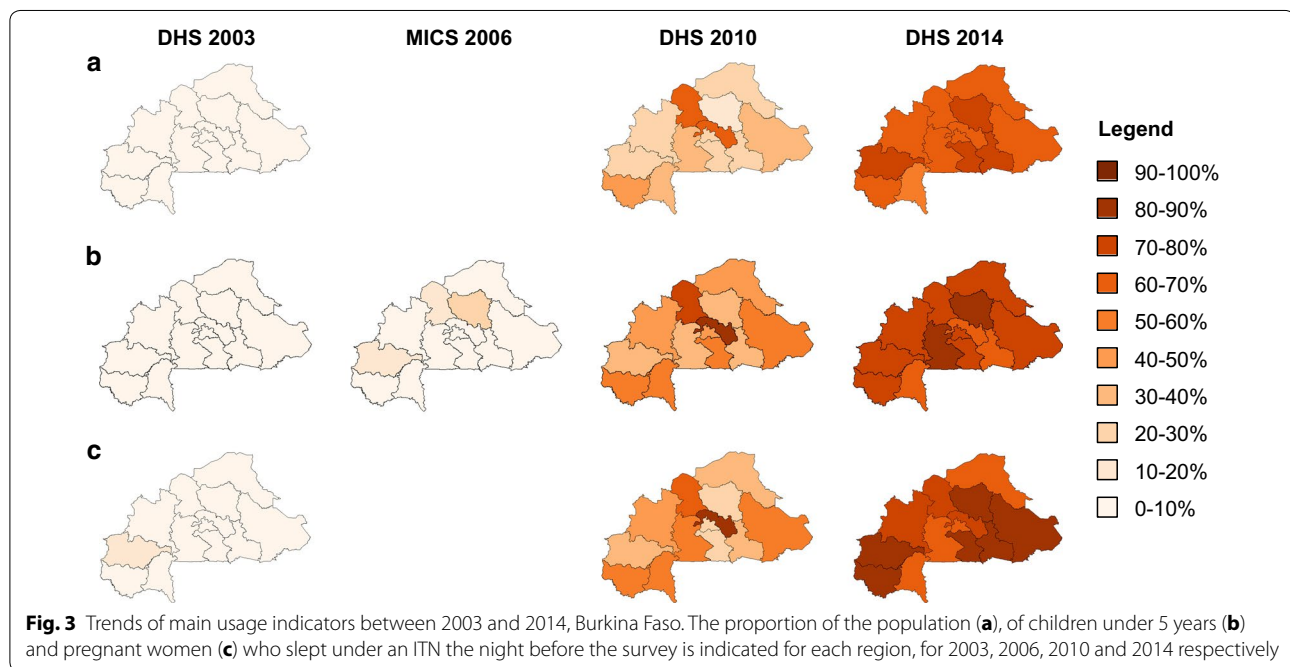 DHS 2003 MICS 2006 DHS 2010 DHS 2014
a
Legend
90-100%
80-90%
70-80%
60-70%
50-60%
40-50%
30-40%
20-30%
10-20%
0-10%
b
c
Fig. 3 Trends of main usage indicators between 2003 and 2014, Burkina Faso. The proportion of the population (a), of children under 5 years (b)
and pregnant women (c) who slept under an ITN the night before the survey is indicated for each region, for 2003, 2006, 2010 and 2014 respectively